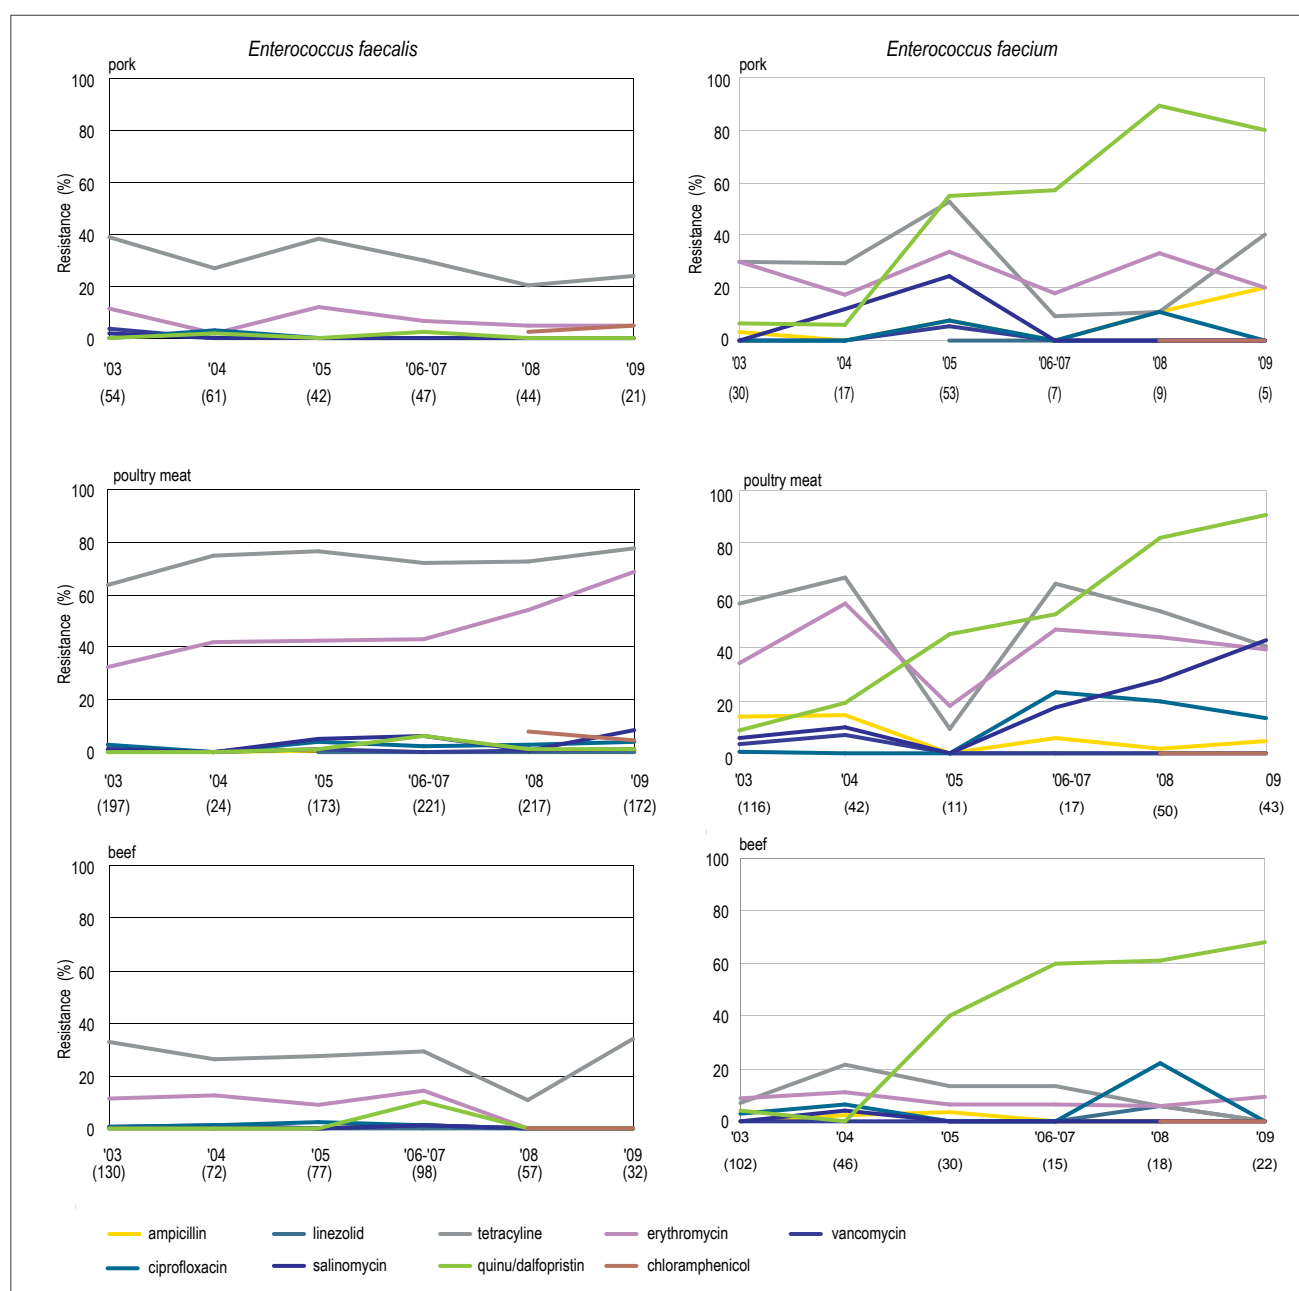 Enterococcus faecalis
Enterococcus faecium
pork
100
80
60
40
20
0
Resistance (%)
'03 '04 '05 '06-'07 '08 '09
(54) (61) (42) (47) (44) (21)
pork
100
80
60
40
20
0
Resistance (%)
'03 '04 '05 '06-'07 '08 '09
(30) (17) (53) (7) (9) (5)
poultry meat
100
80
60
40
20
0
Resistance (%)
'03 '04 '05 '06-'07 '08 '09
(197) (24) (173) (221) (217) (172)
poultry meat
100
80
60
40
20
0
'03 '04 '05 '06-'07 '08 09
(116) (42) (11) (17) (50) (43)
beef
100
80
60
40
20
0
Resistance (%)
'03 '04 '05 '06-'07 '08 '09
(130) (72) (77) (98) (57) (32)
beef
100
80
60
40
20
0
'03 '04 '05 '06-'07 '08 '09
(102) (46) (30) (15) (18) (22)
ampicillin linezolid tetracyline erythromycin vancomycin
ciprofloxacin salinomycin quinu/dalfopristin chloramphenicol